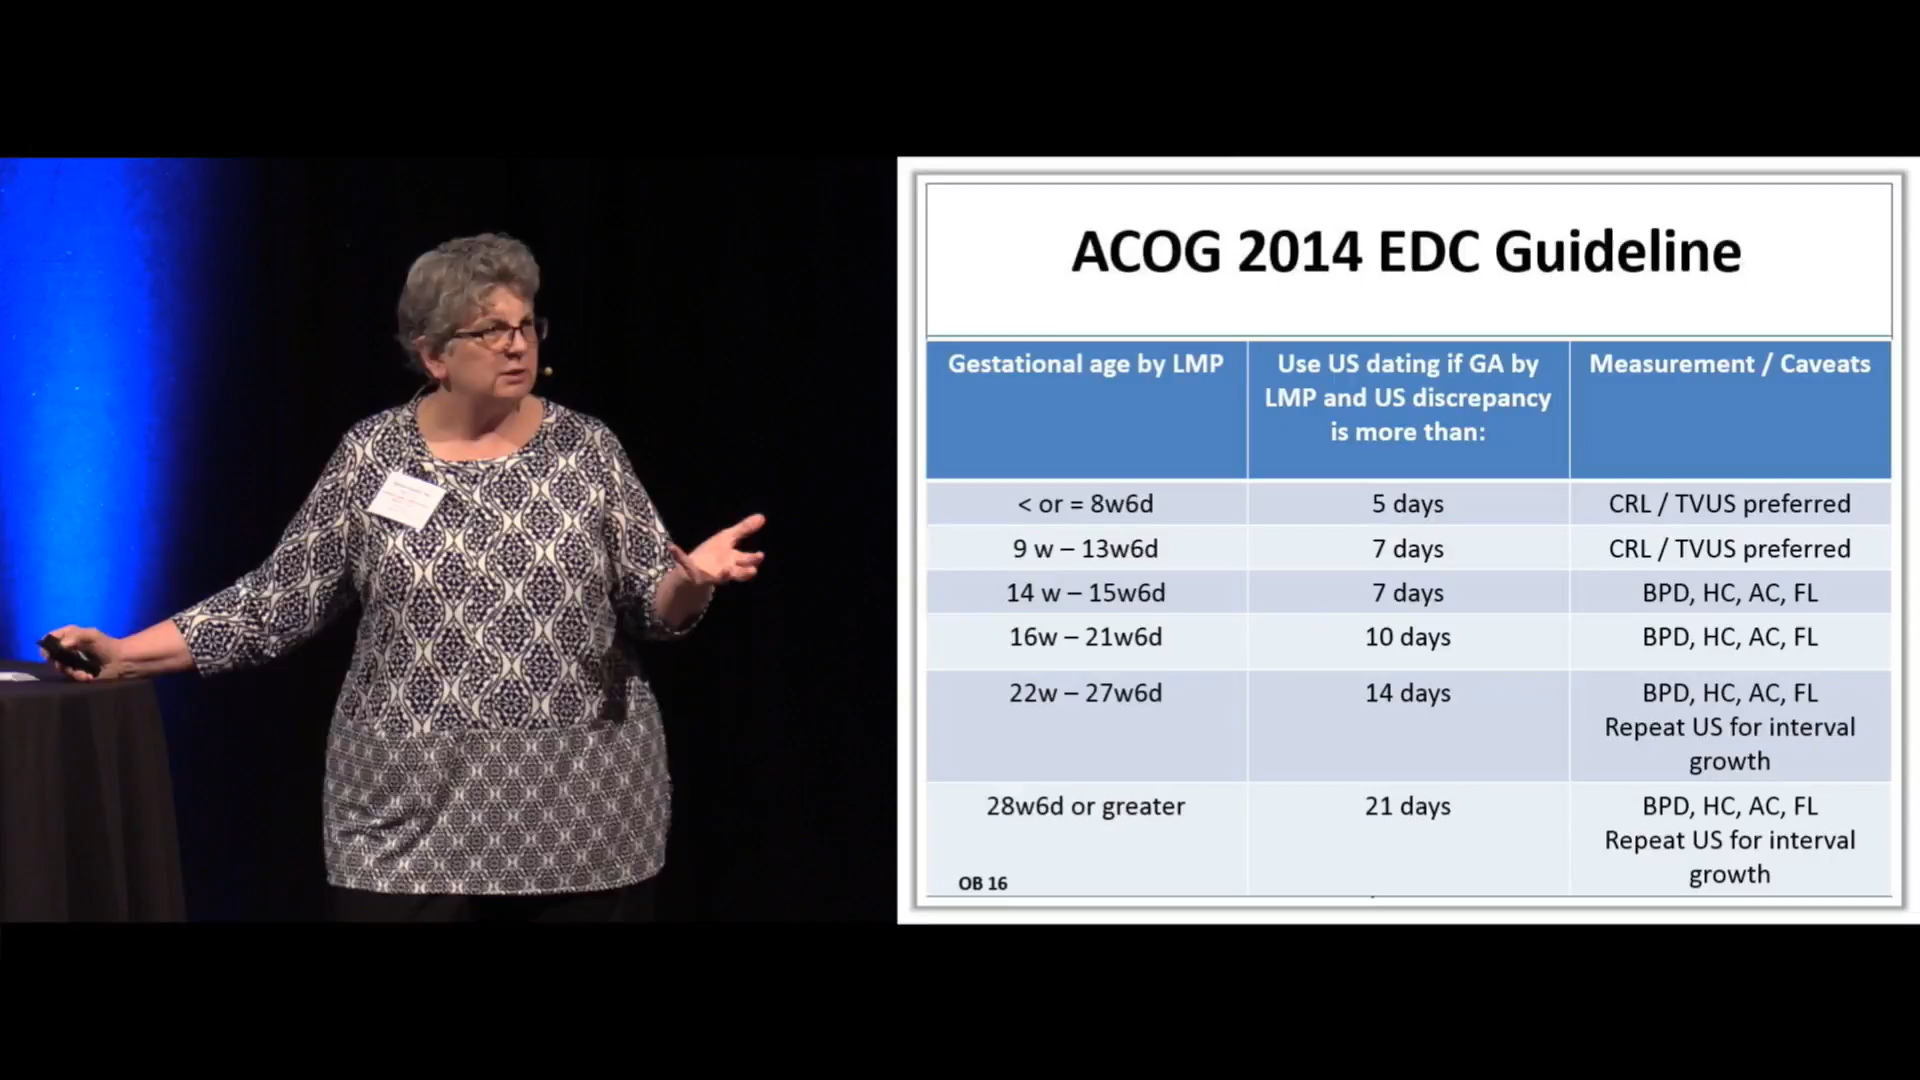 ACOG 2014 EDC Guideline
Gestational age by LMP
Use US dating if GA by
LMP and US discrepancy
is more than:
Measurement / Caveats
< or = 8w6d
5 days
CRL / TVUS preferred
9 w – 13w6d
7 days
CRL / TVUS preferred
14 w – 15w6d
7 days
BPD, HC, AC, FL
16w – 21w6d
10 days
BPD, HC, AC, FL
22w – 27w6d
14 days
BPD, HC, AC, FL
Repeat US for interval
growth
28w6d or greater
21 days
BPD, HC, AC, FL
Repeat US for interval
growth
OB 16